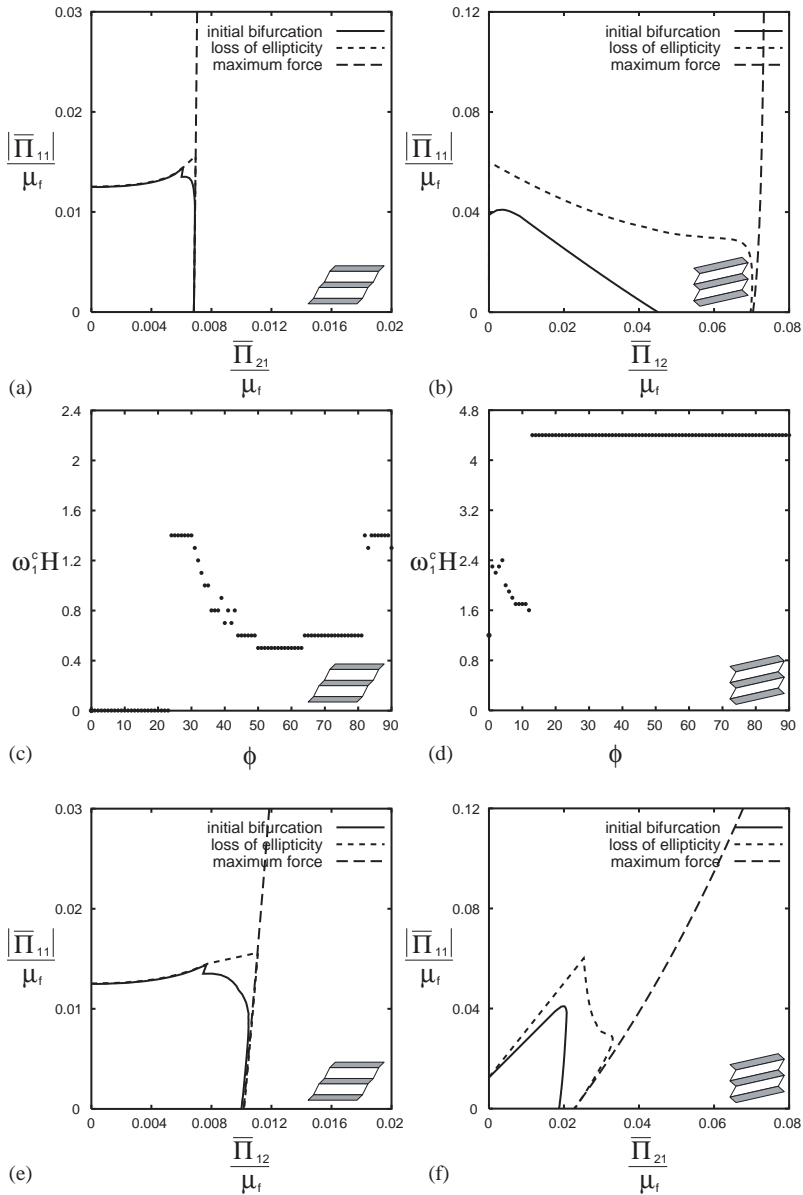 0.03
0.02
0.01
0
0 0.004 0.008 0.012 0.016 0.02
initial bifurcation
loss of ellipticity
maximum force
|Π̅₁₁|
μf
Π̅₂₁
μf
(a)
0.12
0.08
0.04
0
0 0.02 0.04 0.06 0.08
initial bifurcation
loss of ellipticity
maximum force
|Π̅₁₁|
μf
Π̅₁₂
μf
(b)
2.4
1.8
1.2
0.6
0
0 10 20 30 40 50 60 70 80 90
ω₁ᶜH
ϕ
(c)
4.8
3.6
2.4
1.2
0
0 10 20 30 40 50 60 70 80 90
ω₁ᶜH
ϕ
(d)
0.03
0.02
0.01
0
0 0.004 0.008 0.012 0.016 0.02
initial bifurcation
loss of ellipticity
maximum force
|Π̅₁₁|
μf
Π̅₁₂
μf
(e)
0.12
0.08
0.04
0
0 0.02 0.04 0.06 0.08
initial bifurcation
loss of ellipticity
maximum force
|Π̅₁₁|
μf
Π̅₂₁
μf
(f)